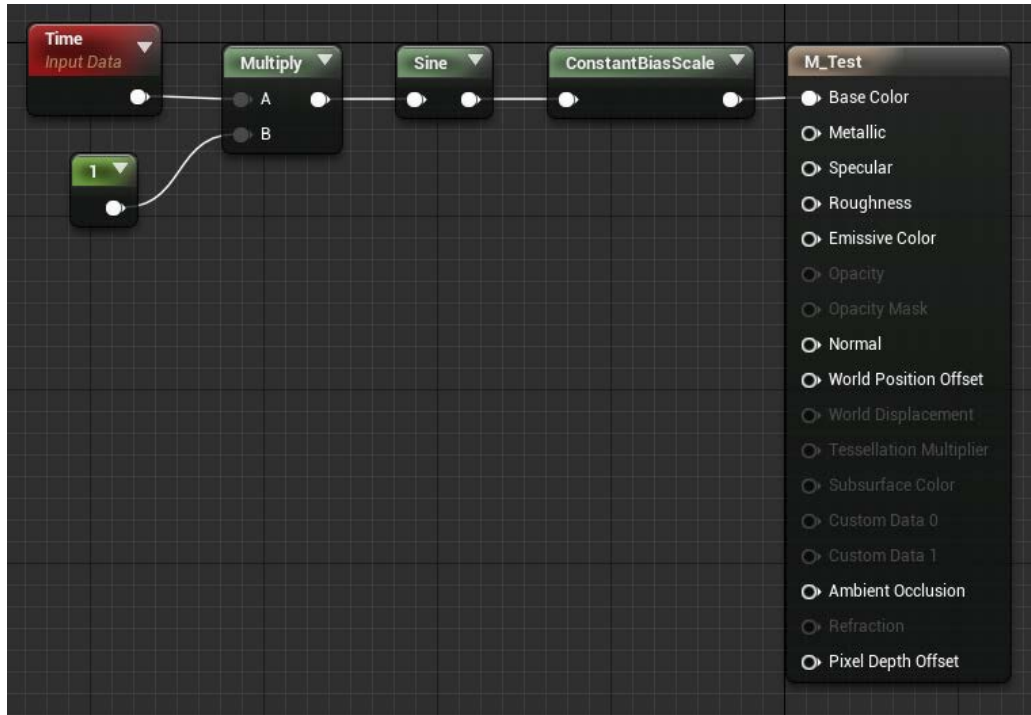 Time
Input Data
Multiply
A
B
1
Sine
ConstantBiasScale
M_Test
Base Color
Metallic
Specular
Roughness
Emissive Color
Opacity
Opacity Mask
Normal
World Position Offset
World Displacement
Tessellation Multiplier
Subsurface Color
Custom Data 0
Custom Data 1
Ambient Occlusion
Refraction
Pixel Depth Offset